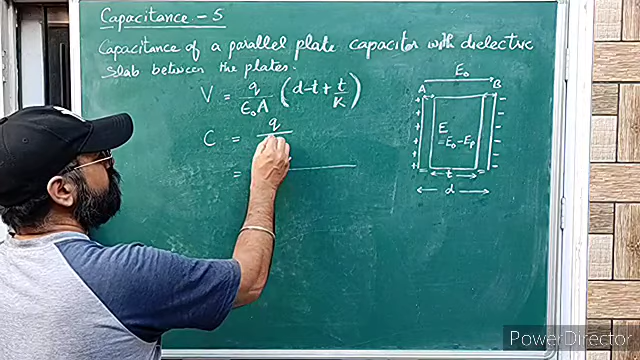 Capacitance - 5
Capacitance of a parallel plate capacitor with dielectric
slab between the plates.
V = q/ε₀A (d-t+t/K)
C = q
=
E₀
A B
+ + + + +
- - - - -
E
= E₀ - Eₚ
t
d
PowerDirector